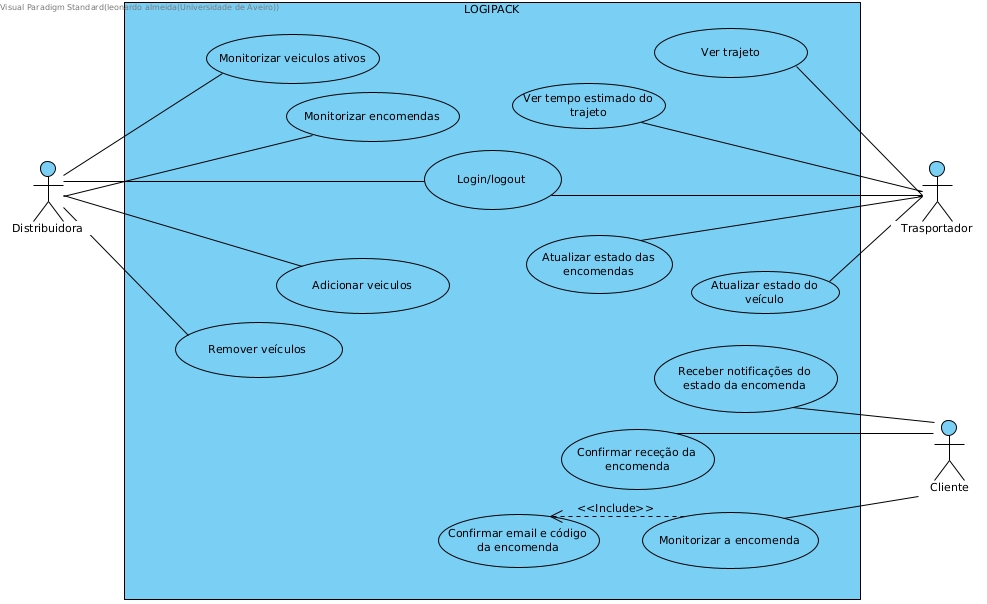 Visual Paradigm Standard(leonardo almeida(Universidade de Aveiro))
LOGIPACK
Monitorizar veiculos ativos
Ver trajeto
Ver tempo estimado do
trajeto
Monitorizar encomendas
Login/logout
Distribuidora
Trasportador
Atualizar estado das
encomendas
Adicionar veiculos
Atualizar estado do
veículo
Remover veículos
Receber notificações do
estado da encomenda
Confirmar receção da
encomenda
Cliente
<<Include>>
Confirmar email e código
da encomenda
Monitorizar a encomenda